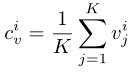 $c_v^i = \frac{1}{K} \sum_{j=1}^{K} v_j^i$